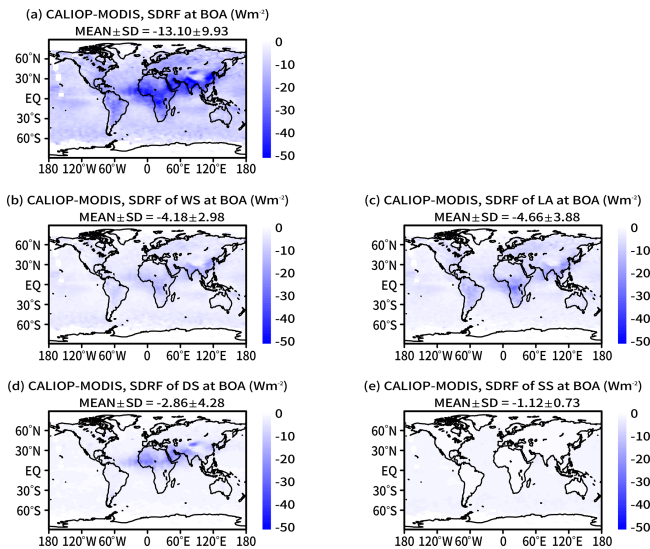 (a) CALIOP-MODIS, SDRF at BOA (Wm⁻²)
MEAN±SD = -13.10±9.93
60°N
30°N
EQ
30°S
60°S
180 120°W 60°W 0 60°E 120°E 180
0
-10
-20
-30
-40
-50
(b) CALIOP-MODIS, SDRF of WS at BOA (Wm⁻²)
MEAN±SD = -4.18±2.98
60°N
30°N
EQ
30°S
60°S
180 120°W 60°W 0 60°E 120°E 180
0
-10
-20
-30
-40
-50
(c) CALIOP-MODIS, SDRF of LA at BOA (Wm⁻²)
MEAN±SD = -4.66±3.88
60°N
30°N
EQ
30°S
60°S
180 120°W 60°W 0 60°E 120°E 180
0
-10
-20
-30
-40
-50
(d) CALIOP-MODIS, SDRF of DS at BOA (Wm⁻²)
MEAN±SD = -2.86±4.28
60°N
30°N
EQ
30°S
60°S
180 120°W 60°W 0 60°E 120°E 180
0
-10
-20
-30
-40
-50
(e) CALIOP-MODIS, SDRF of SS at BOA (Wm⁻²)
MEAN±SD = -1.12±0.73
60°N
30°N
EQ
30°S
60°S
180 120°W 60°W 0 60°E 120°E 180
0
-10
-20
-30
-40
-50